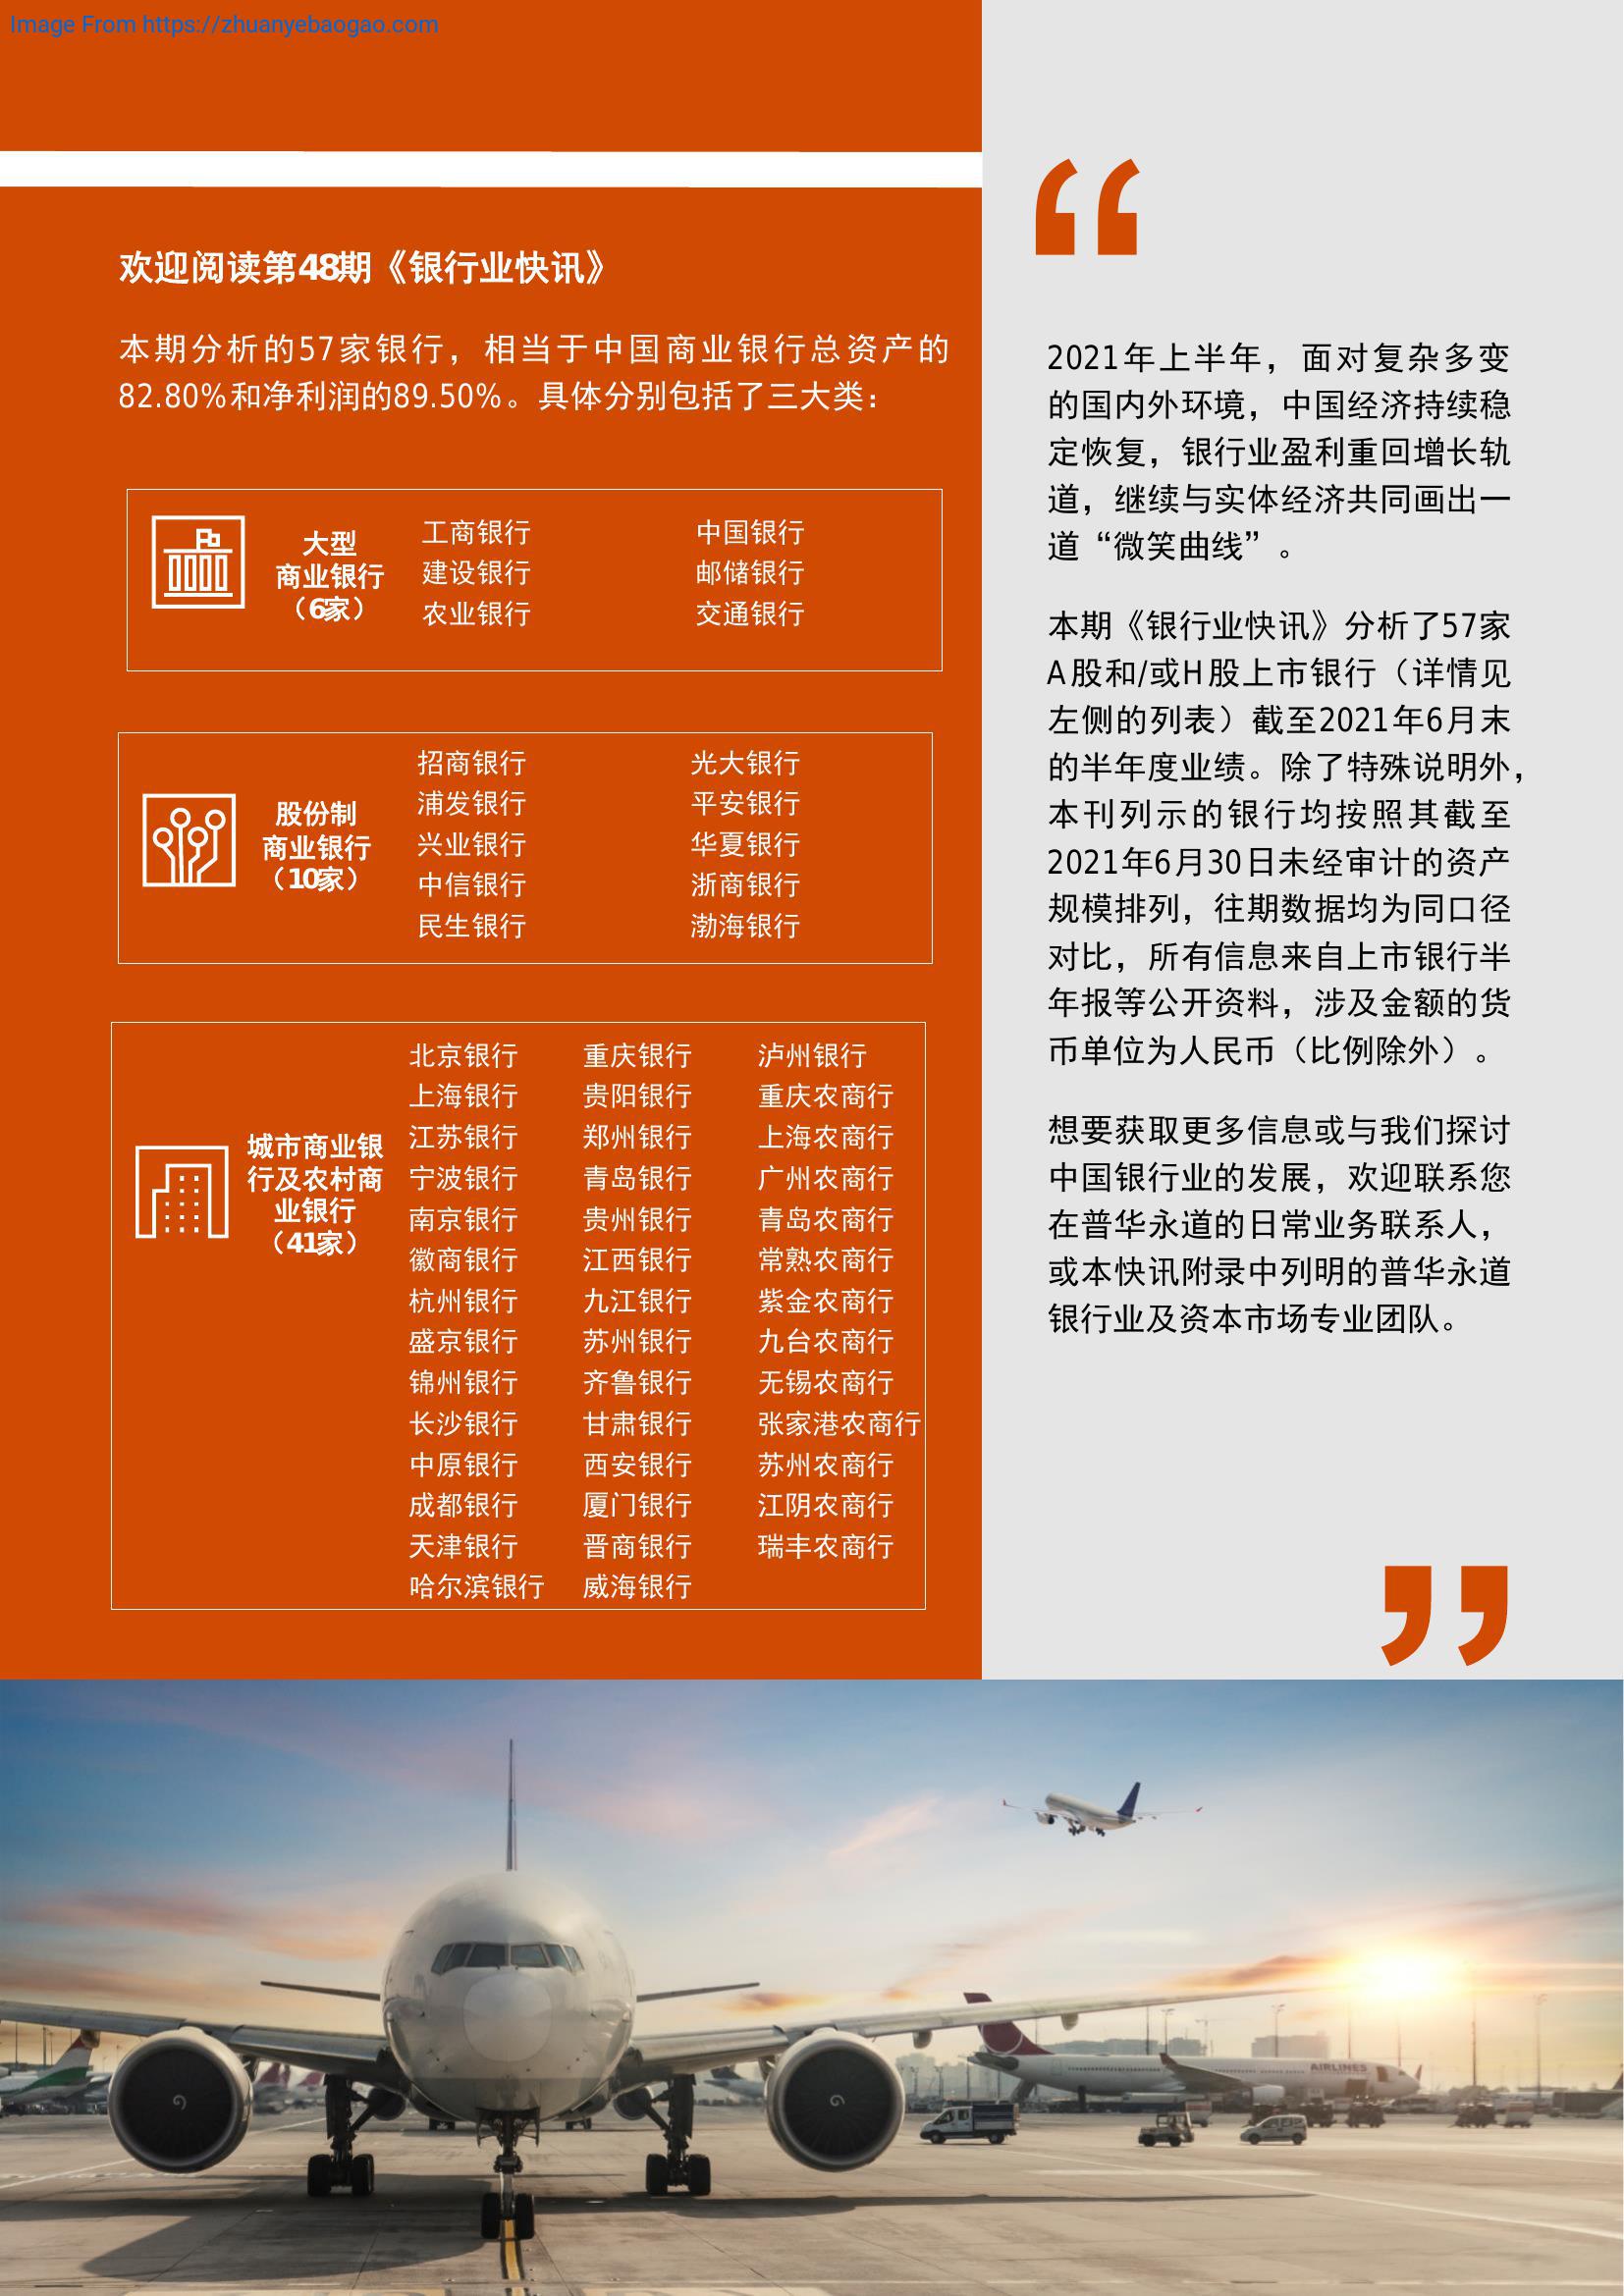 Image From https://zhuanyebaogao.com
欢迎阅读第48期《银行业快讯》
本期分析的57家银行，相当于中国商业银行总资产的
82.80%和净利润的89.50%。具体分别包括了三大类：
大型
商业银行
（6家）
工商银行 中国银行
建设银行 邮储银行
农业银行 交通银行
股份制
商业银行
（10家）
招商银行 光大银行
浦发银行 平安银行
兴业银行 华夏银行
中信银行 浙商银行
民生银行 渤海银行
城市商业银
行及农村商
业银行
（41家）
北京银行 重庆银行 泸州银行
上海银行 贵阳银行 重庆农商行
江苏银行 郑州银行 上海农商行
宁波银行 青岛银行 广州农商行
南京银行 贵州银行 青岛农商行
徽商银行 江西银行 常熟农商行
杭州银行 九江银行 紫金农商行
盛京银行 苏州银行 九台农商行
锦州银行 齐鲁银行 无锡农商行
长沙银行 甘肃银行 张家港农商行
中原银行 西安银行 苏州农商行
成都银行 厦门银行 江阴农商行
天津银行 晋商银行 瑞丰农商行
哈尔滨银行 威海银行
“
2021年上半年，面对复杂多变
的国内外环境，中国经济持续稳
定恢复，银行业盈利重回增长轨
道，继续与实体经济共同画出一
道“微笑曲线”。
本期《银行业快讯》分析了57家
A股和/或H股上市银行（详情见
左侧的列表）截至2021年6月末
的半年度业绩。除了特殊说明外，
本刊列示的银行均按照其截至
2021年6月30日未经审计的资产
规模排列，往期数据均为同口径
对比，所有信息来自上市银行半
年报等公开资料，涉及金额的货
币单位为人民币（比例除外）。
想要获取更多信息或与我们探讨
中国银行业的发展，欢迎联系您
在普华永道的日常业务联系人，
或本快讯附录中列明的普华永道
银行业及资本市场专业团队。
”
AIRLINES